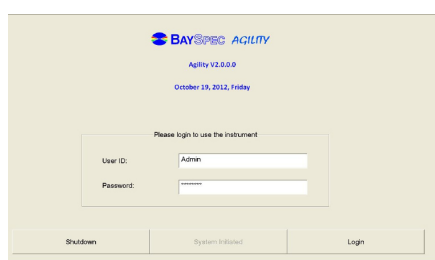 BAYSPEC AGILITY
Agility V2.0.0.0
October 19, 2012, Friday
Please login to use the instrument
User ID: Admin
Password: ********
Shutdown System Initiated Login